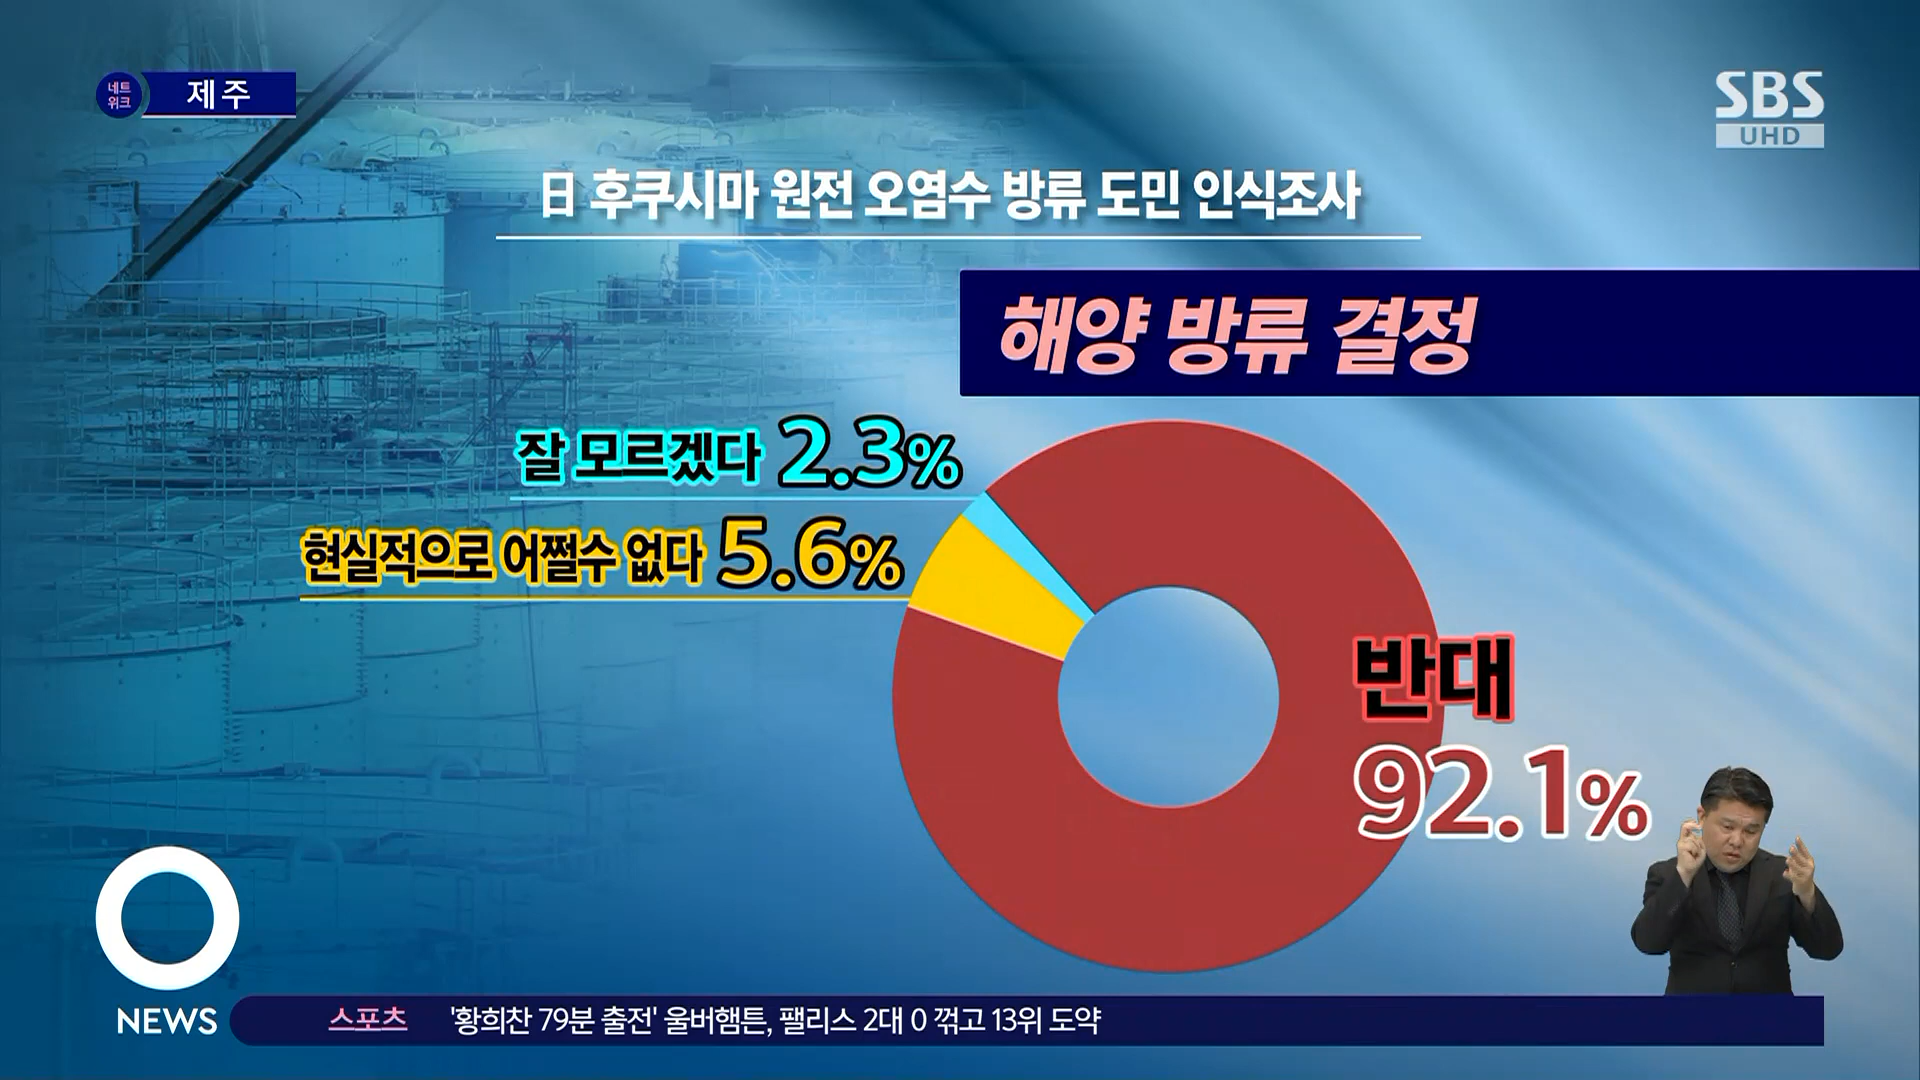 네트
위크
제주
SBS
UHD
日 후쿠시마 원전 오염수 방류 도민 인식조사
해양 방류 결정
잘 모르겠다 2.3%
현실적으로 어쩔수 없다 5.6%
반대
92.1%
NEWS
스포츠 '황희찬 79분 출전' 울버햄튼, 팰리스 2대 0 꺾고 13위 도약